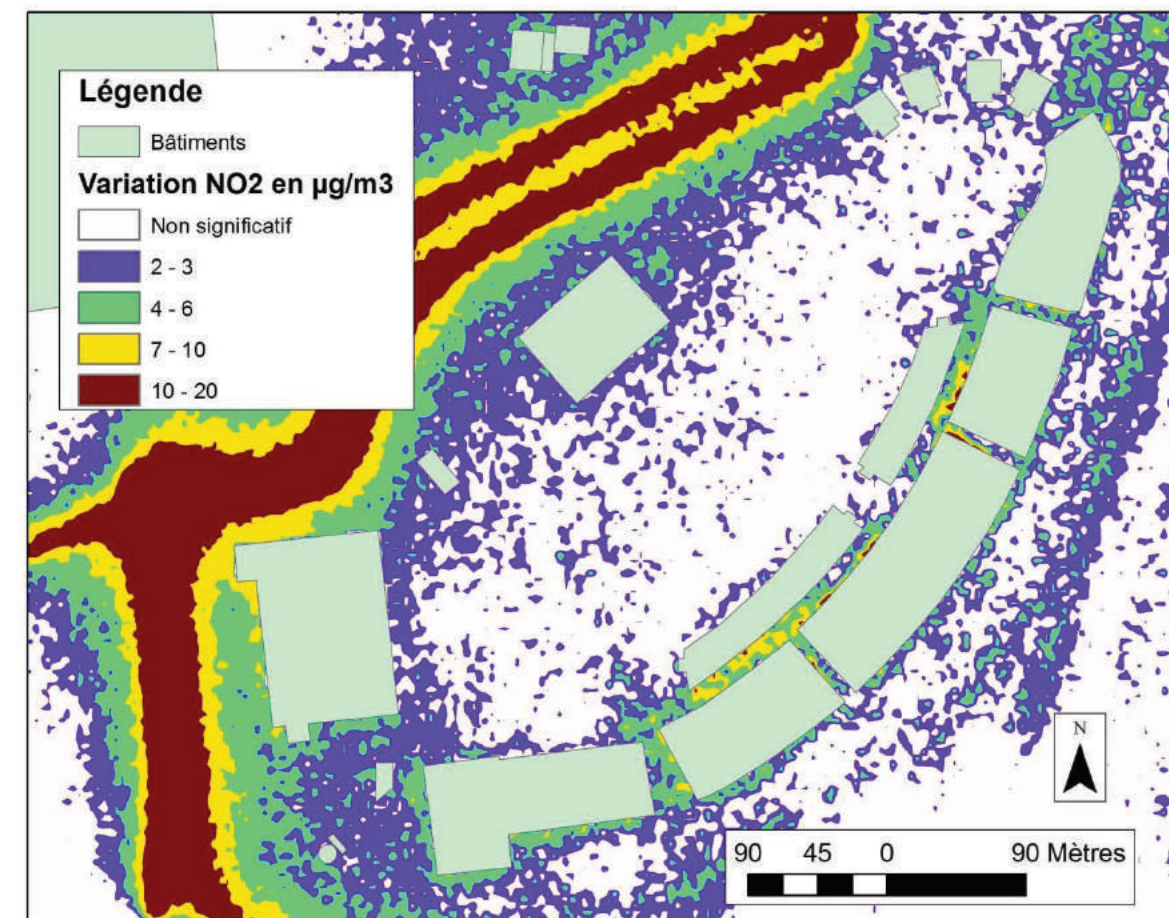 Légende
Bâtiments
Variation NO2 en µg/m3
Non significatif
2 - 3
4 - 6
7 - 10
10 - 20
N
90 45 0 90 Mètres